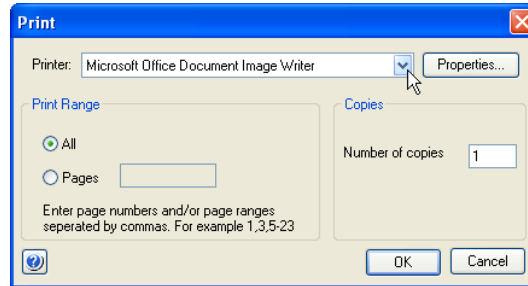 Print
Printer: Microsoft Office Document Image Writer Properties...
Print Range Copies
All
Number of copies 1
Pages
Enter page numbers and/or page ranges
seperated by commas. For example 1,3,5-23
? OK Cancel